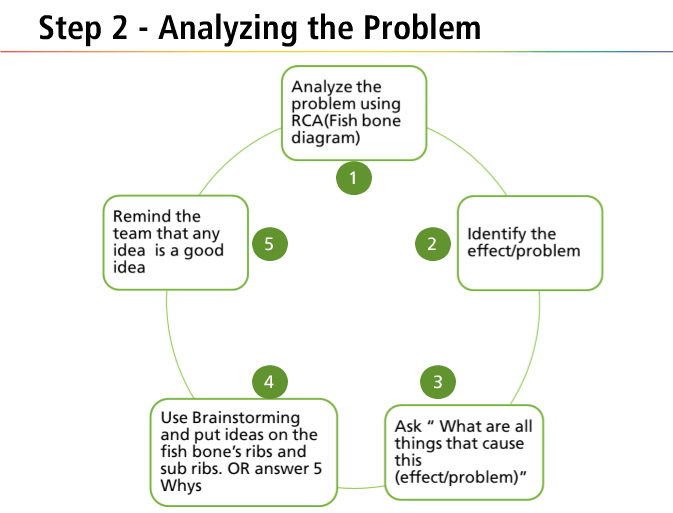 Step 2 - Analyzing the Problem
Analyze the
problem using
RCA(Fish bone
diagram)
1
Identify the
effect/problem
2
Ask “ What are all
things that cause
this
(effect/problem)”
3
Use Brainstorming
and put ideas on the
fish bone’s ribs and
sub ribs. OR answer 5
Whys
4
Remind the
team that any
idea  is a good
idea
5